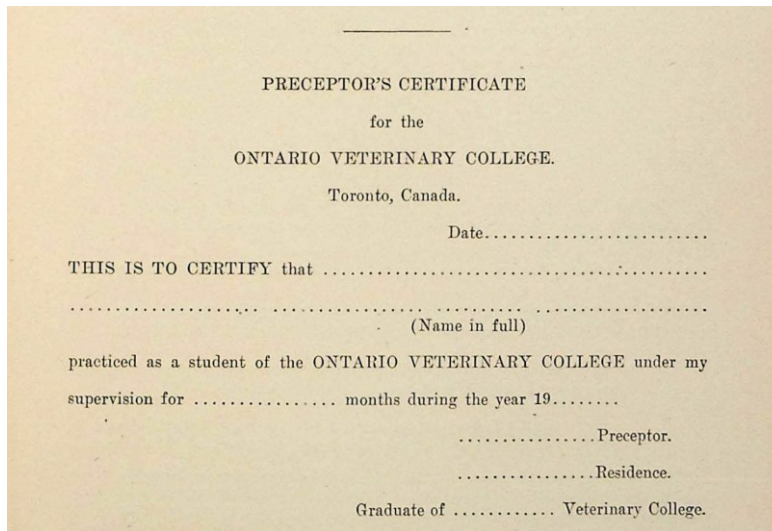 PRECEPTOR'S CERTIFICATE
for the
ONTARIO VETERINARY COLLEGE.
Toronto, Canada.
Date..........................
THIS IS TO CERTIFY that ............................................
..................... ................. .......... ....................
(Name in full)
practiced as a student of the ONTARIO VETERINARY COLLEGE under my
supervision for ................ months during the year 19........
................Preceptor.
................Residence.
Graduate of ............ Veterinary College.